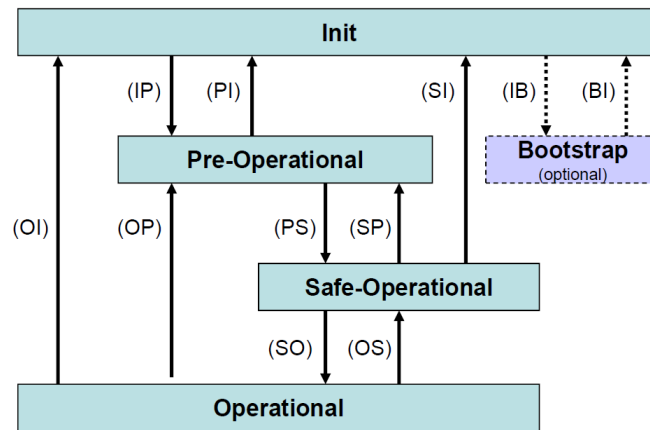 Init
(IP)
(PI)
(SI)
(IB)
(BI)
Pre-Operational
Bootstrap
(optional)
(OI)
(OP)
(PS)
(SP)
Safe-Operational
(SO)
(OS)
Operational